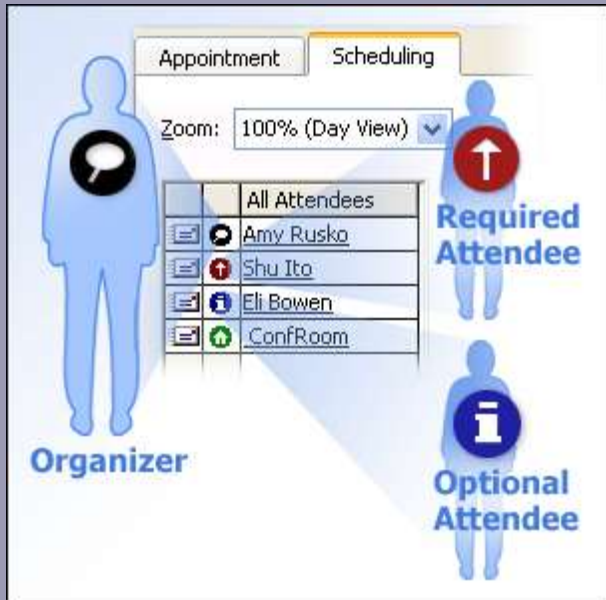 Appointment
Scheduling
Zoom: 100% (Day View)
All Attendees
Amy Rusko
Shu Ito
Eli Bowen
ConfRoom
Required
Attendee
Organizer
Optional
Attendee